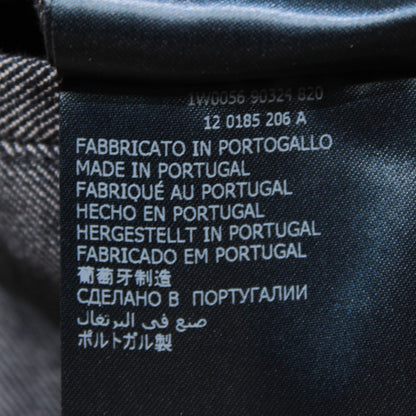 1W0056 90324 820
12 0185 206 A
FABBRICATO IN PORTOGALLO
MADE IN PORTUGAL
FABRIQUÉ AU PORTUGAL
HECHO EN PORTUGAL
HERGESTELLT IN PORTUGAL
FABRICADO EM PORTUGAL
葡萄牙制造
СДЕЛАНО В ПОРТУГАЛИИ
صنع في البرتغال
ポルトガル製